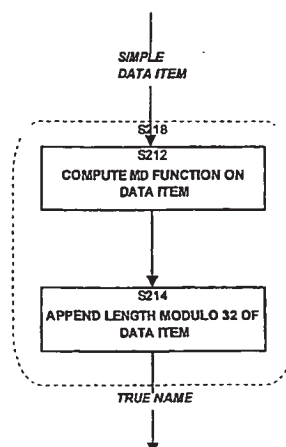 SIMPLE
DATA ITEM
S218
S212
COMPUTE MD FUNCTION ON
DATA ITEM
S214
APPEND LENGTH MODULO 32 OF
DATA ITEM
TRUE NAME